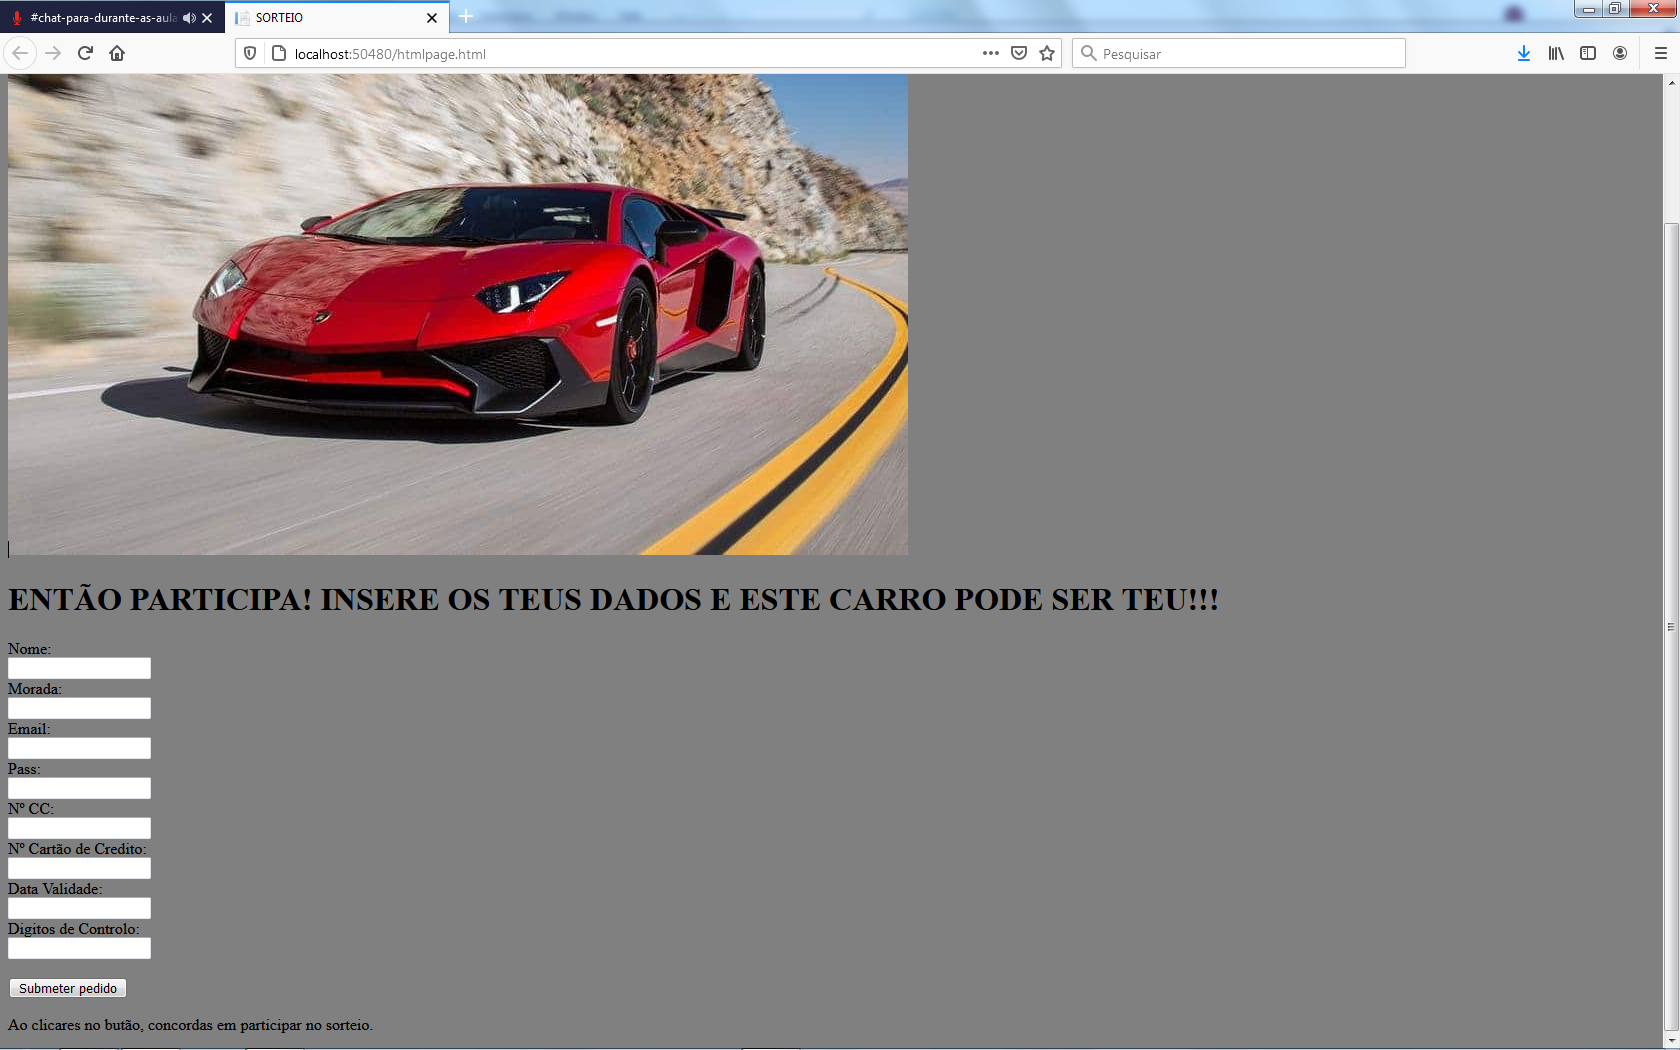 #chat-para-durante-as-aula
SORTEIO
localhost:50480/htmlpage.html
Pesquisar
ENTÃO PARTICIPA! INSERE OS TEUS DADOS E ESTE CARRO PODE SER TEU!!!
Nome:
Morada:
Email:
Pass:
Nº CC:
Nº Cartão de Credito:
Data Validade:
Digitos de Controlo:
Submeter pedido
Ao clicares no butão, concordas em participar no sorteio.